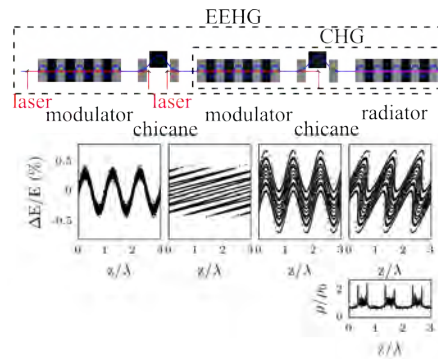 EEHG
CHG
laser
laser
modulator
modulator
radiator
chicane
chicane
ΔE/E (%)
0.5
0
-0.5
0 1 2 3
0 1 2 3
0 1 2 3
0 1 2 3
z/λ
z/λ
z/λ
z/λ
ρ/ρ0
2
0
0 1 2 3
z/λ